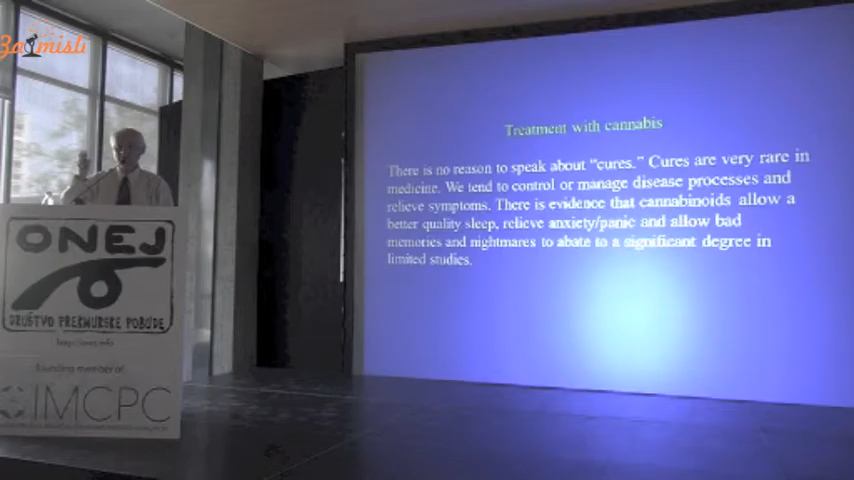 Za misli
Treatment with cannabis
There is no reason to speak about "cures." Cures are very rare in
medicine. We tend to control or manage disease processes and
relieve symptoms. There is evidence that cannabinoids allow a
better quality sleep, relieve anxiety/panic and allow bad
memories and nightmares to abate to a significant degree in
limited studies.
ONEJ
DRUŠTVO PREKMURSKE POBUDE
Founding member of
IMCPC